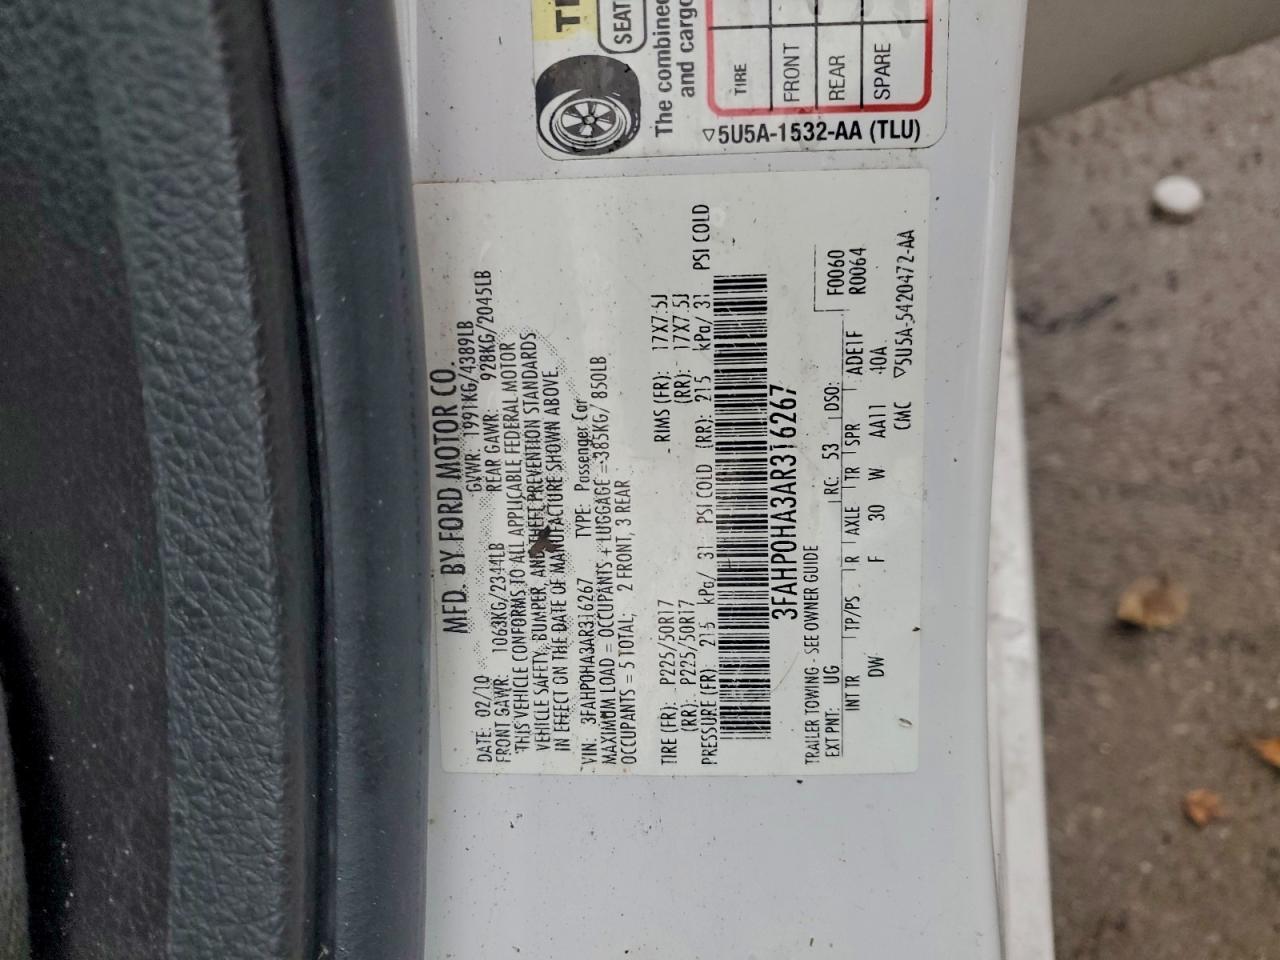 SEAT
The combined
and cargo
TIRE
FRONT
REAR
SPARE
▽5U5A-1532-AA (TLU)
MFD. BY FORD MOTOR CO.
DATE: 02/10 GVWR: 1991KG/4389LB
FRONT GAWR: 1063KG/2344LB REAR GAWR: 928KG/2045LB
THIS VEHICLE CONFORMS TO ALL APPLICABLE FEDERAL MOTOR
VEHICLE SAFETY, BUMPER, AND THEFT PREVENTION STANDARDS
IN EFFECT ON THE DATE OF MANUFACTURE SHOWN ABOVE.
VIN: 3FAHP0HA3AR316267 TYPE: Passenger Car
MAXIMUM LOAD = OCCUPANTS + LUGGAGE = 385KG/ 850LB
OCCUPANTS = 5 TOTAL, 2 FRONT, 3 REAR
TIRE (FR): P225/50R17 RIMS (FR): 17X7.5J
(RR): P225/50R17 (RR): 17X7.5J
PRESSURE (FR): 215 kPa/ 31 PSI COLD (RR): 215 kPa/ 31 PSI COLD
3FAHP0HA3AR316267
TRAILER TOWING - SEE OWNER GUIDE
F0060
R0064
EXT PNT: UG RC: 53 DSO:
INT TR TP/PS R AXLE TR SPR ADE1F
DW F 30 W AA11 40A
CMC ▽5U5A-5420472-AA